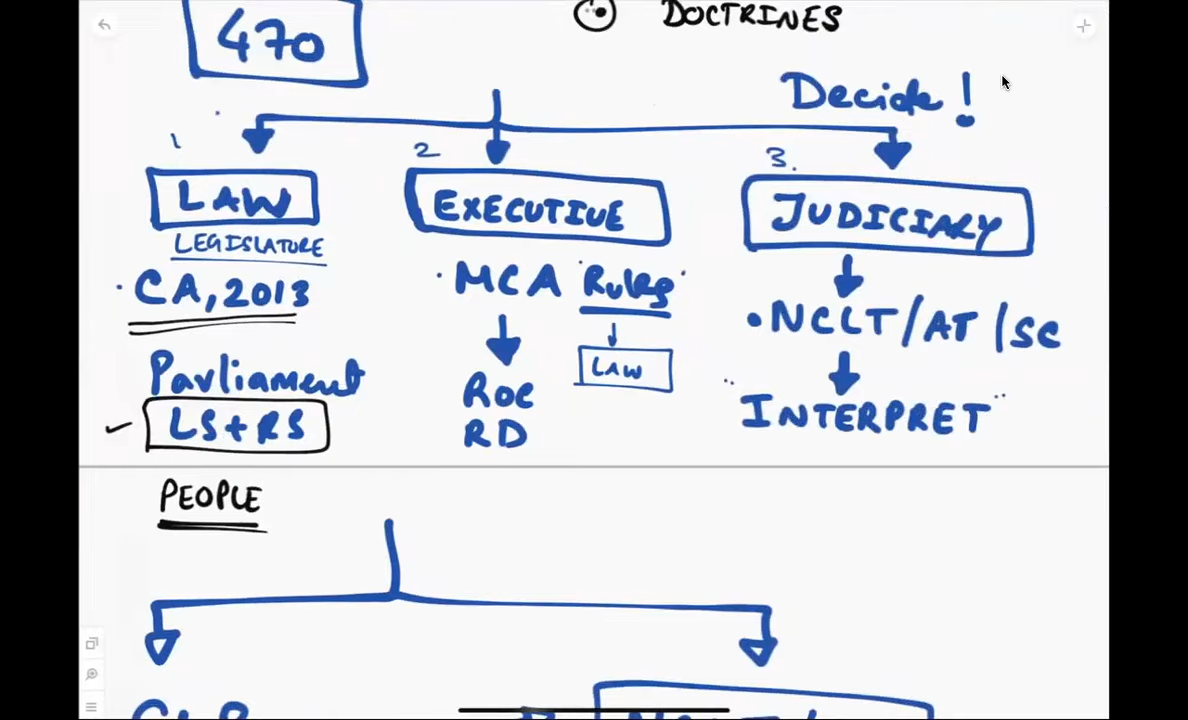 470
DOCTRINES
Decide!
1
2
3.
LAW
EXECUTIVE
JUDICIARY
LEGISLATURE
CA, 2013
MCA Rules
NCLT/AT/SC
Parliament
LAW
ROC
INTERPRET
LS+RS
RD
PEOPLE